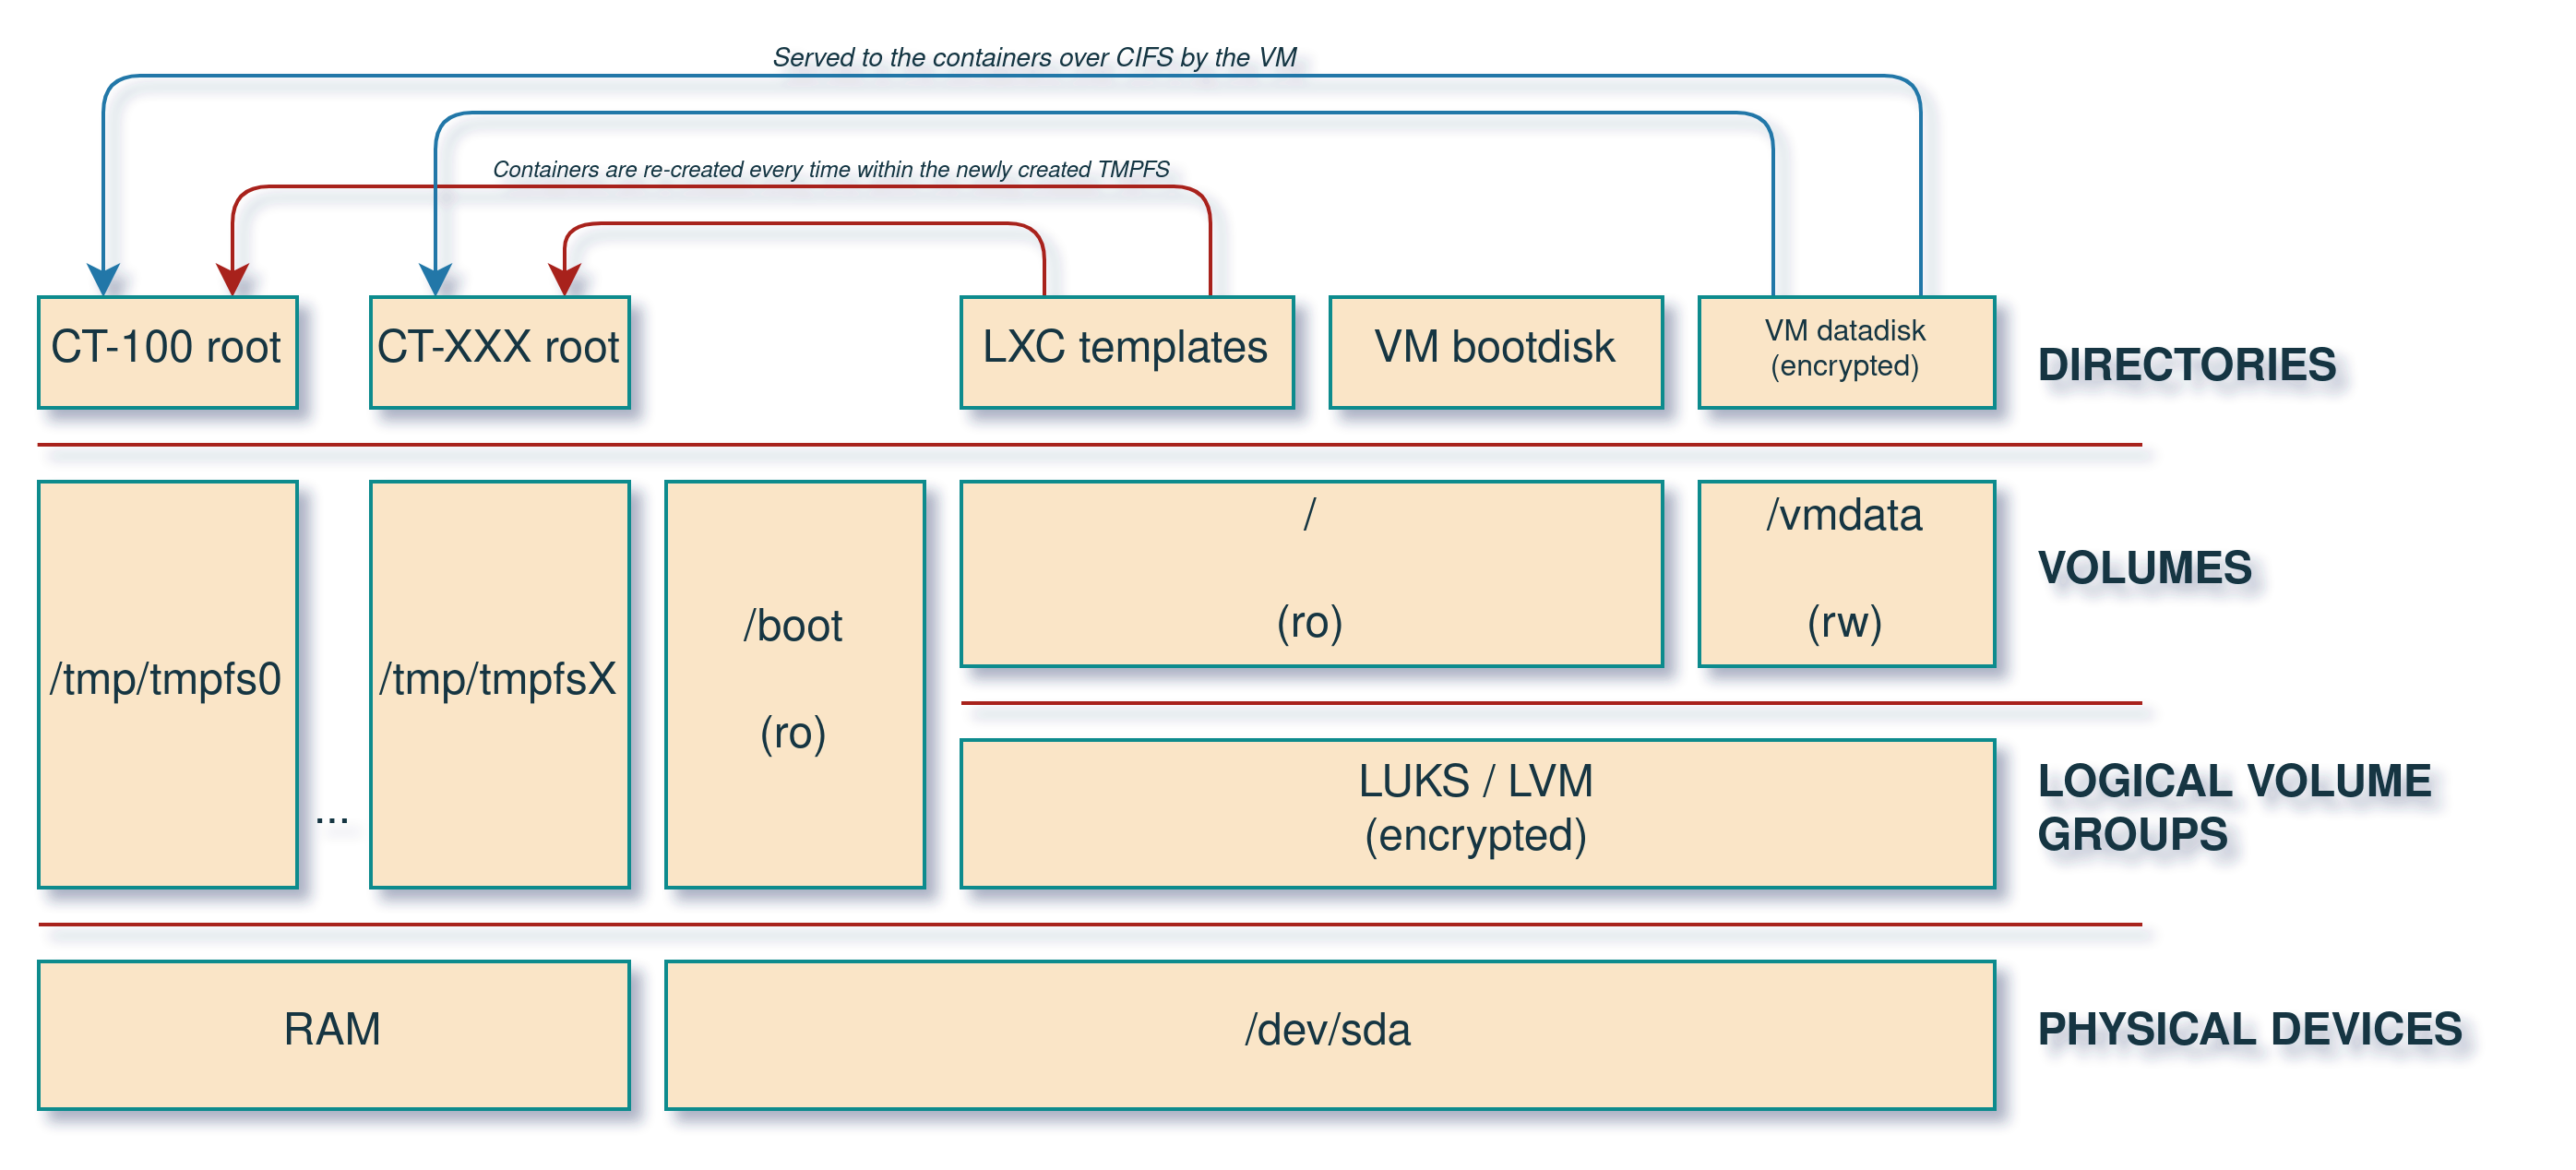 Served to the containers over CIFS by the VM
Containers are re-created every time within the newly created TMPFS
CT-100 root
CT-XXX root
LXC templates
VM bootdisk
VM datadisk
(encrypted)
DIRECTORIES
/tmp/tmpfs0
...
/tmp/tmpfsX
/boot
(ro)
/
(ro)
/vmdata
(rw)
VOLUMES
LUKS / LVM
(encrypted)
LOGICAL VOLUME
GROUPS
RAM
/dev/sda
PHYSICAL DEVICES